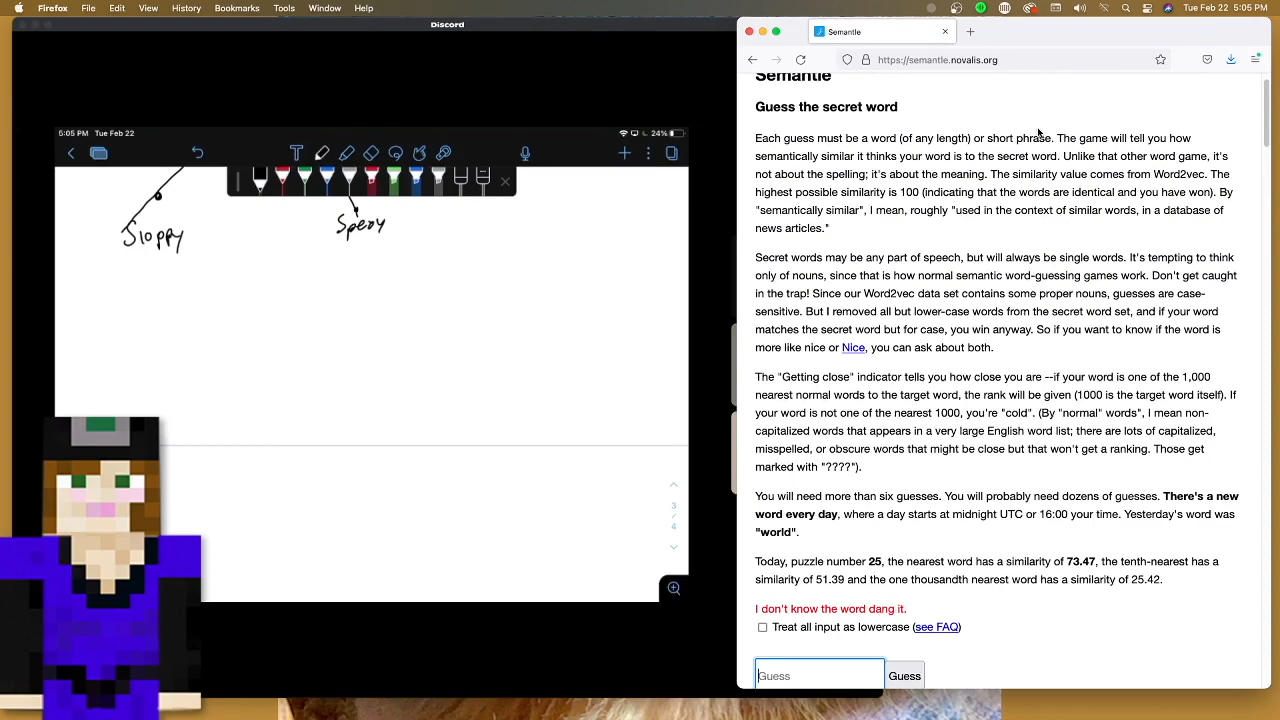 Firefox File Edit View History Bookmarks Tools Window Help Tue Feb 22 5:05 PM
Discord
Semantle
https://semantle.novalis.org
5:05 PM Tue Feb 22 24%
Sloppy
3
/
4
Semantle
Guess the secret word
Each guess must be a word (of any length) or short phrase. The game will tell you how
semantically similar it thinks your word is to the secret word. Unlike that other word game, it's
not about the spelling; it's about the meaning. The similarity value comes from Word2vec. The
highest possible similarity is 100 (indicating that the words are identical and you have won). By
"semantically similar", I mean, roughly "used in the context of similar words, in a database of
news articles."
Secret words may be any part of speech, but will always be single words. It's tempting to think
only of nouns, since that is how normal semantic word-guessing games work. Don't get caught
in the trap! Since our Word2vec data set contains some proper nouns, guesses are case-
sensitive. But I removed all but lower-case words from the secret word set, and if your word
matches the secret word but for case, you win anyway. So if you want to know if the word is
more like nice or Nice, you can ask about both.
The "Getting close" indicator tells you how close you are --if your word is one of the 1,000
nearest normal words to the target word, the rank will be given (1000 is the target word itself). If
your word is not one of the nearest 1000, you're "cold". (By "normal" words", I mean non-
capitalized words that appears in a very large English word list; there are lots of capitalized,
misspelled, or obscure words that might be close but that won't get a ranking. Those get
marked with "????").
You will need more than six guesses. You will probably need dozens of guesses. There's a new
word every day, where a day starts at midnight UTC or 16:00 your time. Yesterday's word was
"world".
Today, puzzle number 25, the nearest word has a similarity of 73.47, the tenth-nearest has a
similarity of 51.39 and the one thousandth nearest word has a similarity of 25.42.
I don't know the word dang it.
Treat all input as lowercase (see FAQ)
Guess Guess